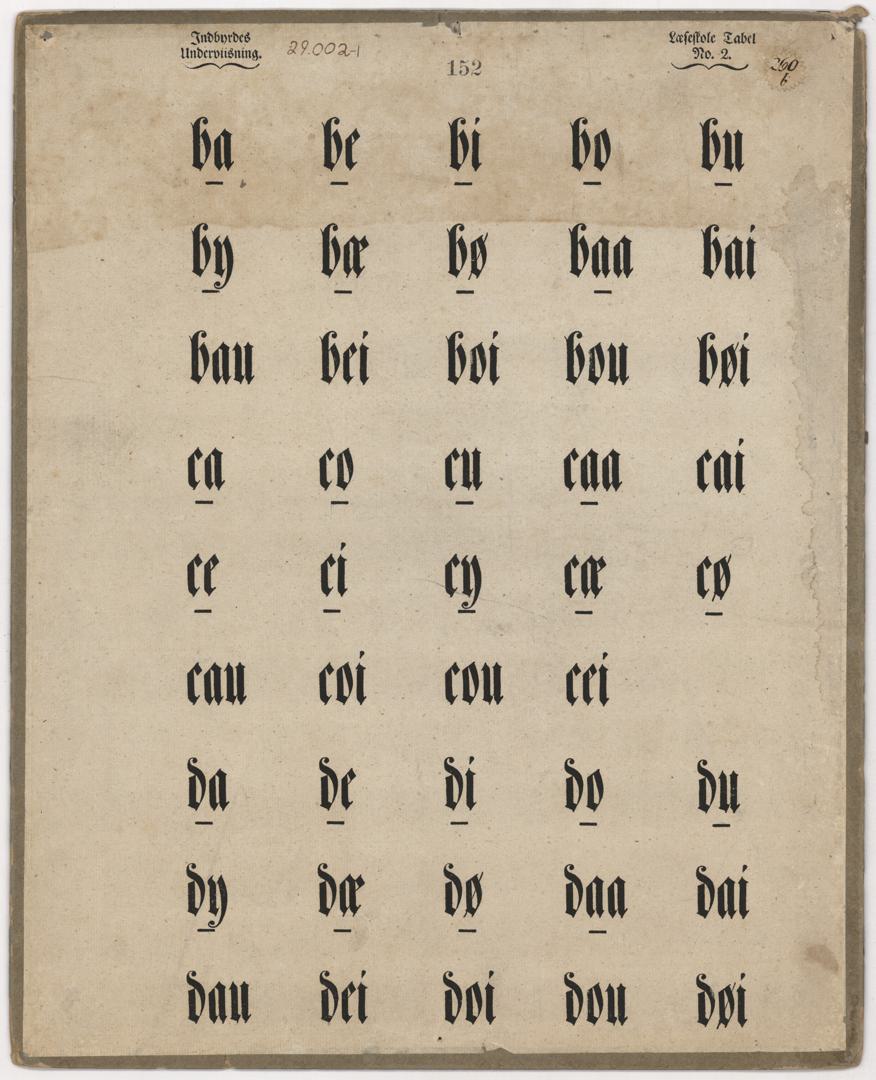 Indbyrdes
Underviisning.
29.002-1
152
Læseskole Tabel
No. 2.
260
b
ba be bi bo bu
by bæ bø baa bai
bau bei boi bou bøi
ca co cu caa cai
ce ci cy cæ cø
cau coi cou cei
da de di do du
dy dæ dø daa dai
dau dei doi dou døi